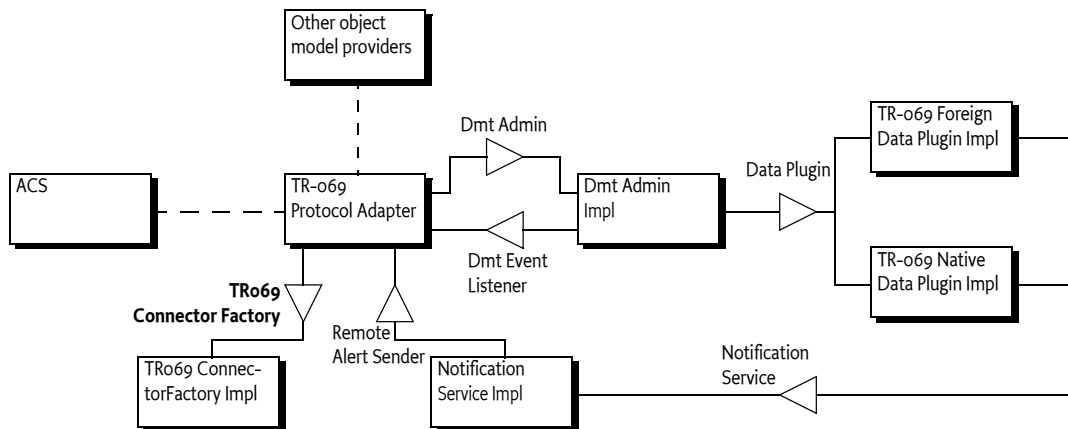 Other object
model providers
Dmt Admin
TR-069 Foreign
Data Plugin Impl
Data Plugin
ACS
TR-069
Protocol Adapter
Dmt Admin
Impl
Dmt Event
Listener
TR-069 Native
Data Plugin Impl
TR069
Connector Factory
Remote
Alert Sender
Notification
Service
TR069 Connec-
torFactory Impl
Notification
Service Impl